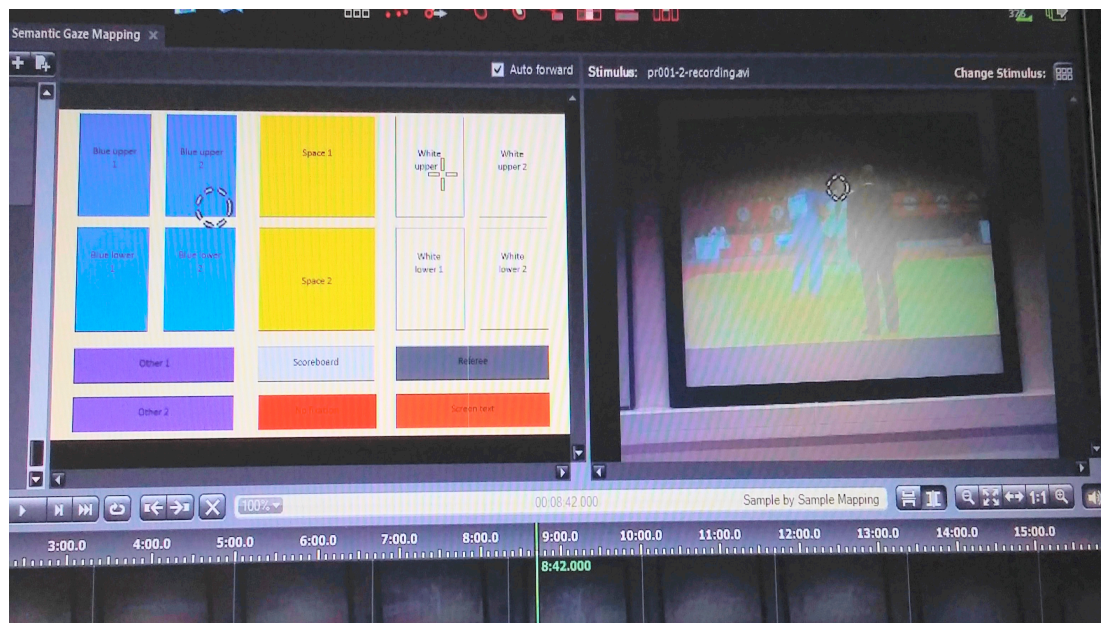 Semantic Gaze Mapping
Auto forward
Stimulus: pr001-2-recording.avi
Change Stimulus:
Blue upper
1
Blue upper
2
Space 1
White
upper
White
upper 2
Blue lower
1
Blue lower
2
Space 2
White
lower 1
White
lower 2
Other 1
Scoreboard
Referee
Other 2
Screen text
100%
00:08:42.000
Sample by Sample Mapping
1:1
3:00.0 4:00.0 5:00.0 6:00.0 7:00.0 8:00.0 9:00.0 10:00.0 11:00.0 12:00.0 13:00.0 14:00.0 15:00.0
8:42.000